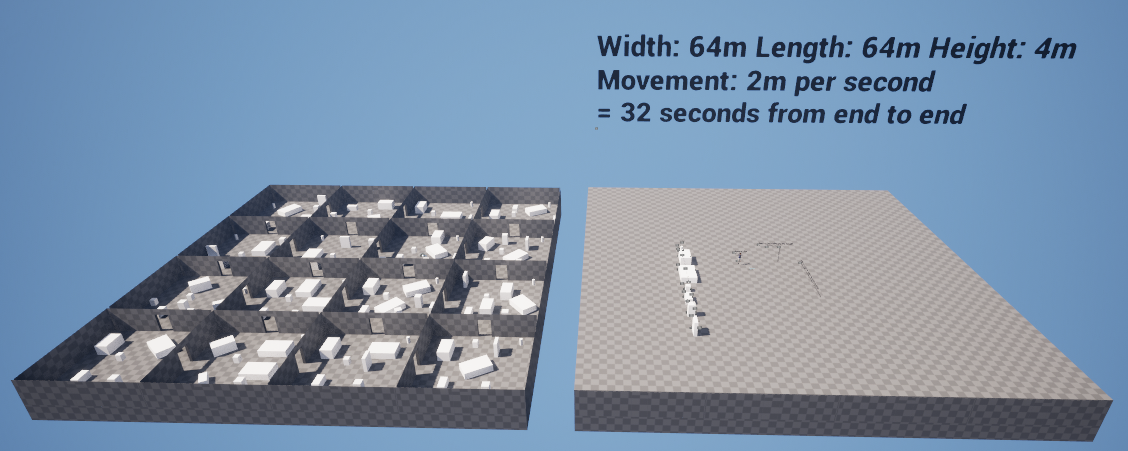 Width: 64m Length: 64m Height: 4m
Movement: 2m per second
= 32 seconds from end to end